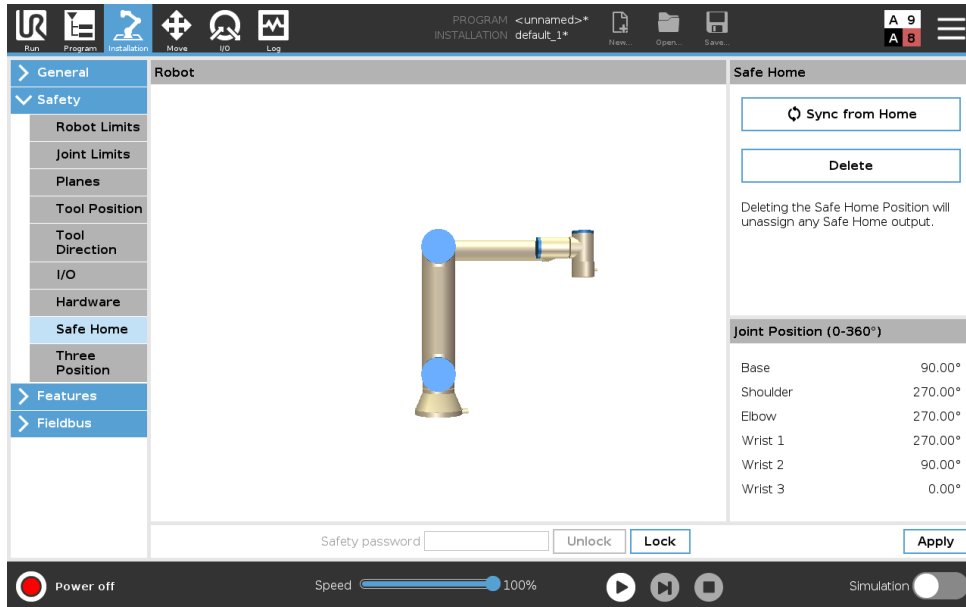 UR
Run
Program
Installation
Move
I/O
Log
PROGRAM <unnamed>*
INSTALLATION default_1*
New...
Open...
Save...
A 9
A 8
General
Safety
Robot Limits
Joint Limits
Planes
Tool Position
Tool
Direction
I/O
Hardware
Safe Home
Three
Position
Features
Fieldbus
Robot
Safe Home
Sync from Home
Delete
Deleting the Safe Home Position will
unassign any Safe Home output.
Joint Position (0-360°)
Base 90.00°
Shoulder 270.00°
Elbow 270.00°
Wrist 1 270.00°
Wrist 2 90.00°
Wrist 3 0.00°
Safety password
Unlock
Lock
Apply
Power off
Speed
100%
Simulation